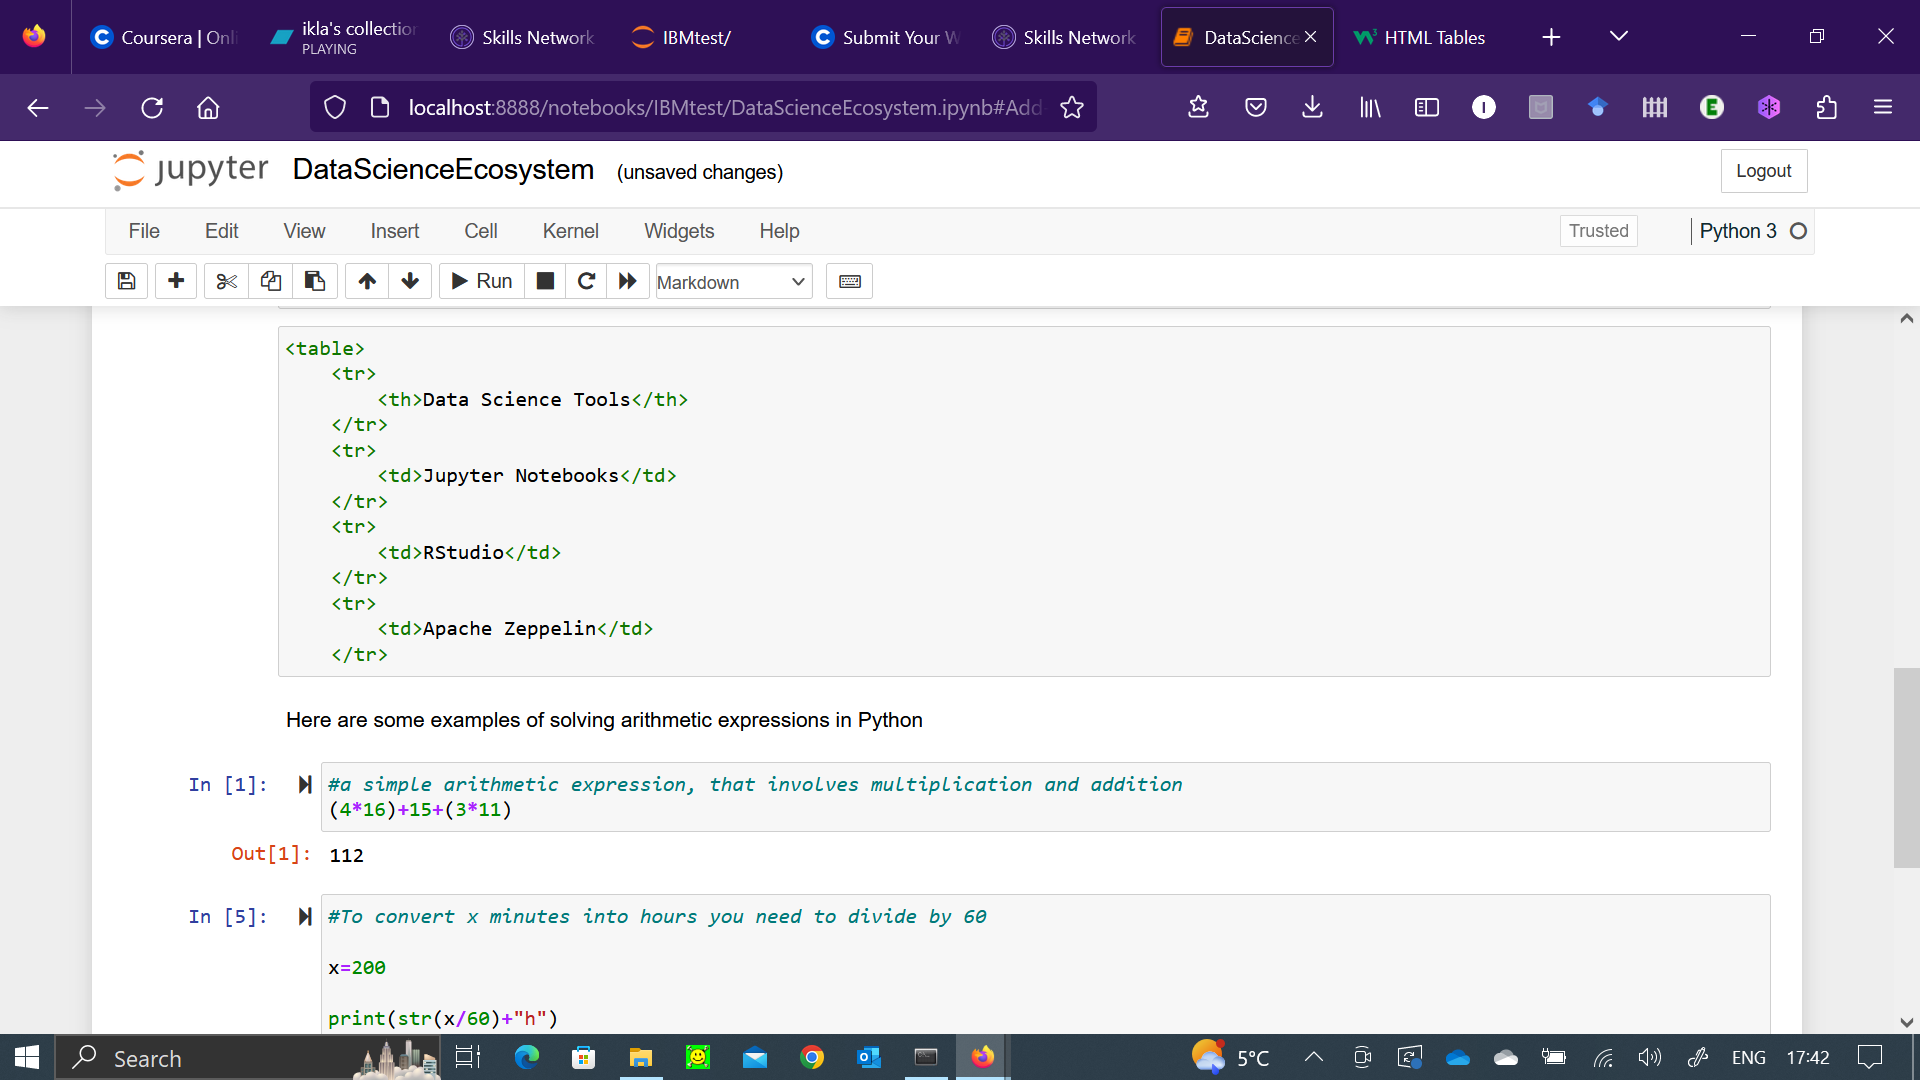 Coursera | Onli
ikla's collection
PLAYING
Skills Network
IBMtest/
Submit Your W
Skills Network
DataScience
HTML Tables
localhost:8888/notebooks/IBMtest/DataScienceEcosystem.ipynb#Add
jupyter DataScienceEcosystem (unsaved changes)
Logout
File Edit View Insert Cell Kernel Widgets Help
Trusted
Python 3
Run
Markdown
<table>
<tr>
<th>Data Science Tools</th>
</tr>
<tr>
<td>Jupyter Notebooks</td>
</tr>
<tr>
<td>RStudio</td>
</tr>
<tr>
<td>Apache Zeppelin</td>
</tr>
Here are some examples of solving arithmetic expressions in Python
In [1]: #a simple arithmetic expression, that involves multiplication and addition
(4*16)+15+(3*11)
Out[1]: 112
In [5]: #To convert x minutes into hours you need to divide by 60
x=200
print(str(x/60)+"h")
Search
5°C
ENG
17:42